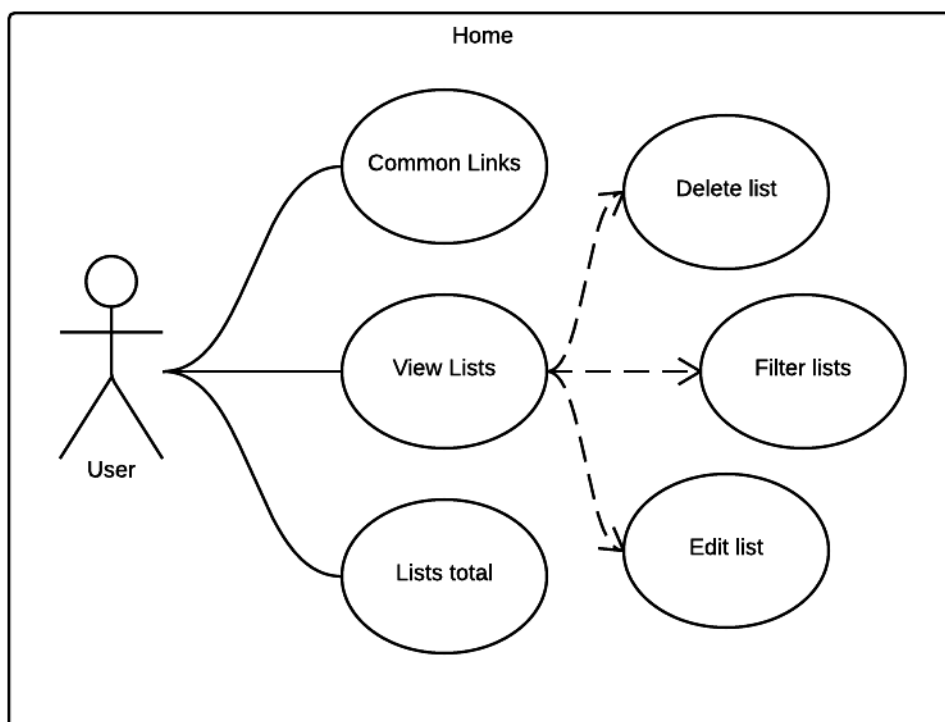 Home
Common Links
Delete list
View Lists
Filter lists
User
Edit list
Lists total